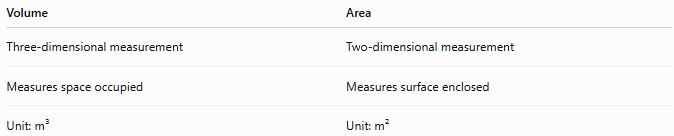 Volume Area
Three-dimensional measurement Two-dimensional measurement
Measures space occupied Measures surface enclosed
Unit: m³ Unit: m²